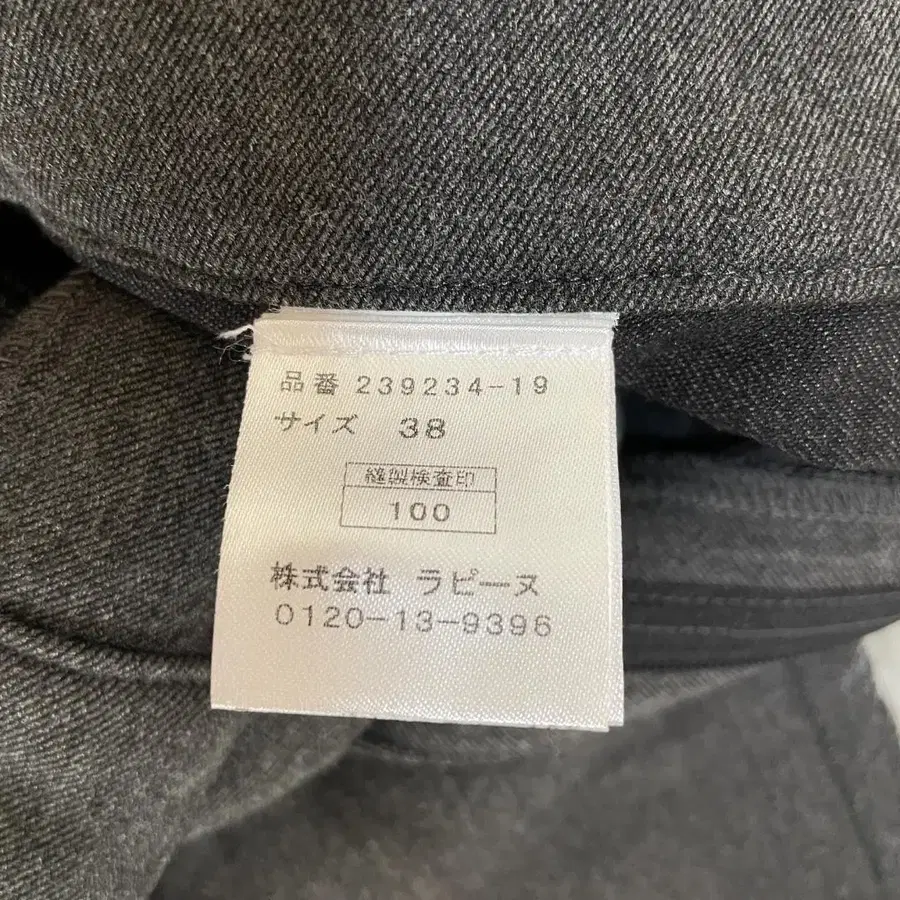 品番 239234-19
サイズ 38
縫製検査印
100
株式会社 ラピーヌ
0120-13-9396